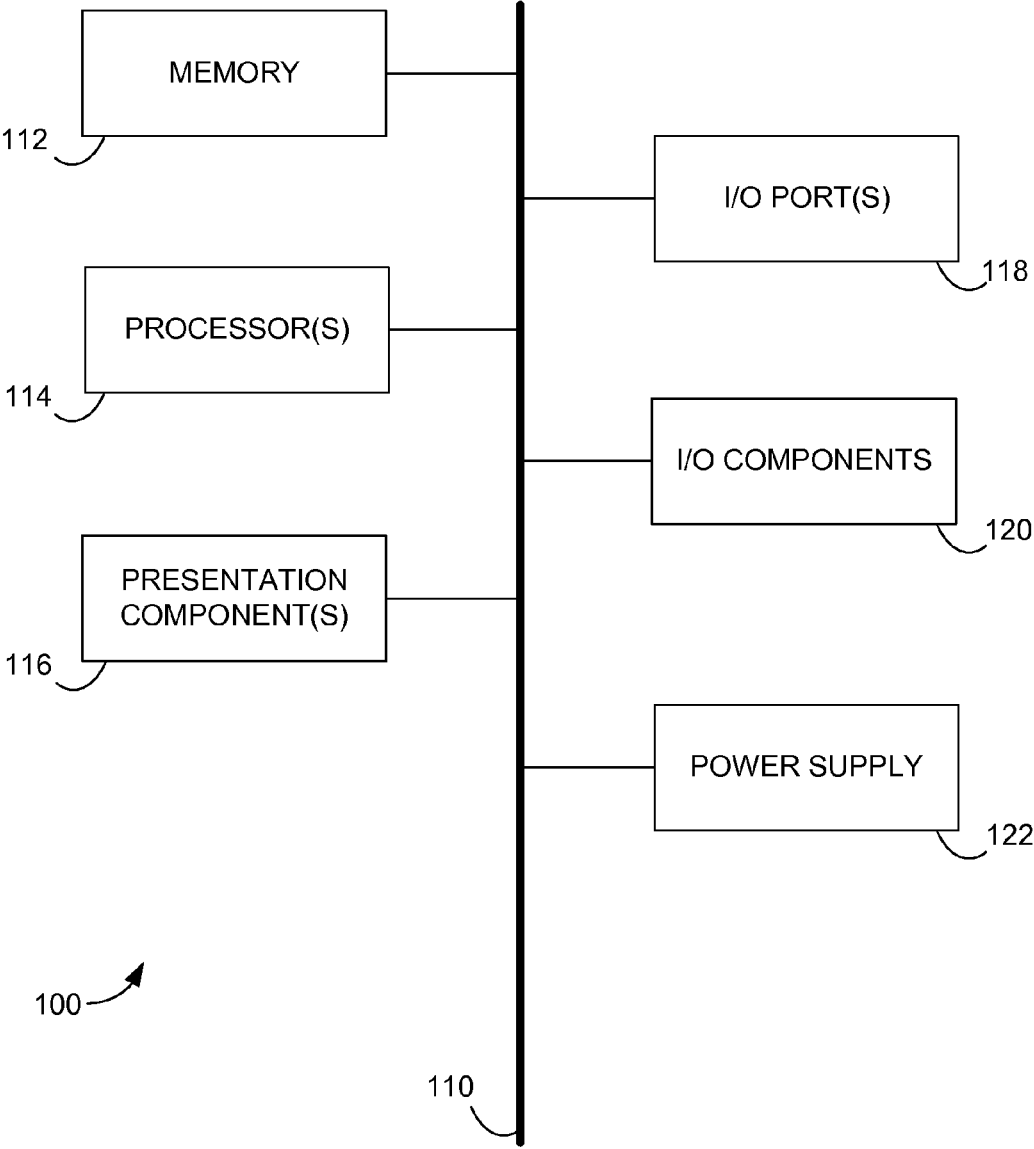 MEMORY
112
I/O PORT(S)
118
PROCESSOR(S)
114
I/O COMPONENTS
120
PRESENTATION
COMPONENT(S)
116
POWER SUPPLY
122
100
110